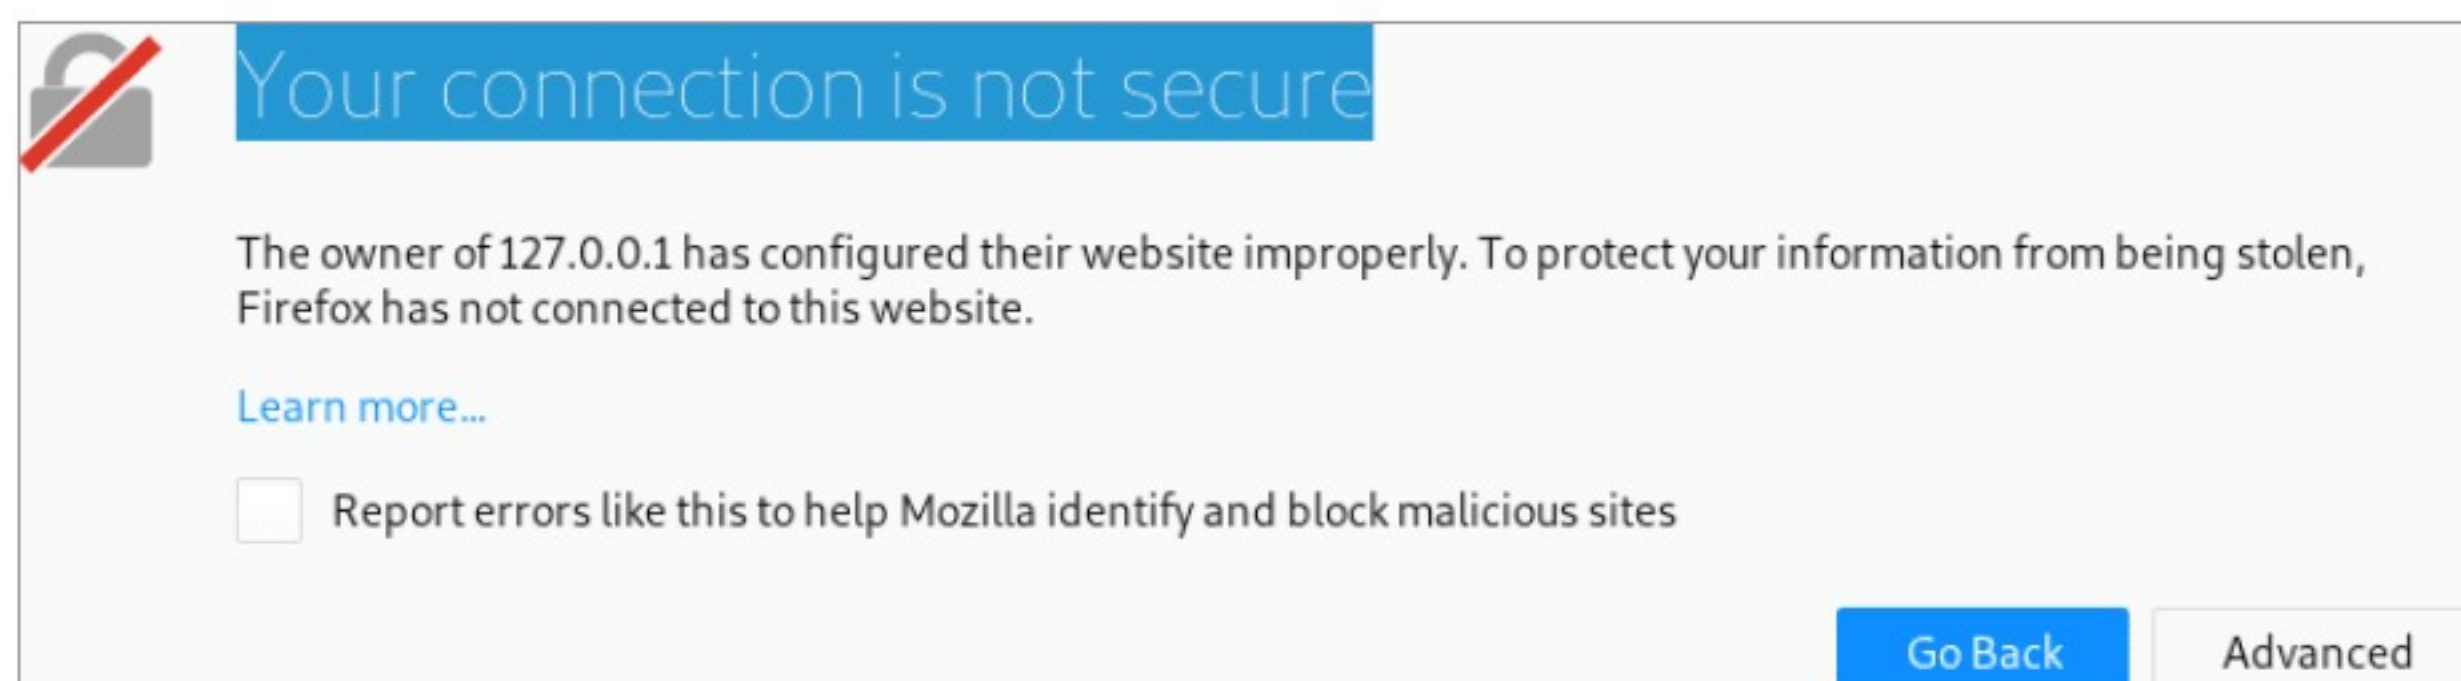 Your connection is not secure
The owner of 127.0.0.1 has configured their website improperly. To protect your information from being stolen,
Firefox has not connected to this website.
Learn more...
Report errors like this to help Mozilla identify and block malicious sites
Go Back
Advanced